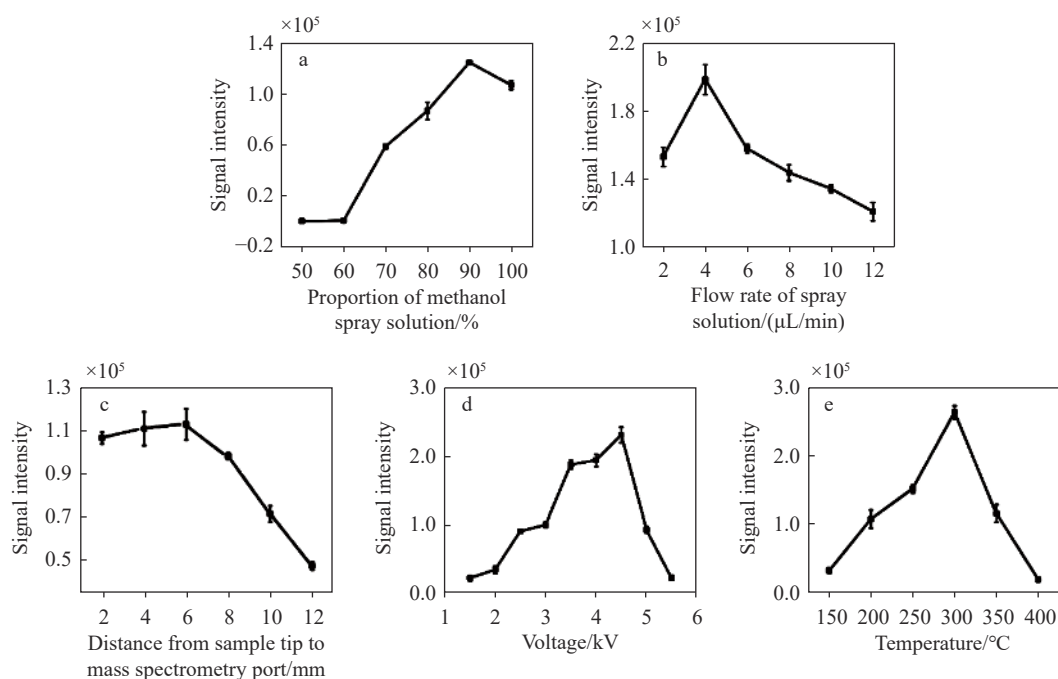 ×10⁵
1.4
1.0
0.6
0.2
−0.2
Signal intensity
a
50 60 70 80 90 100
Proportion of methanol
spray solution/%
×10⁵
2.2
1.8
1.4
1.0
Signal intensity
b
2 4 6 8 10 12
Flow rate of spray
solution/(μL/min)
×10⁵
1.3
1.1
0.9
0.7
0.5
Signal intensity
c
2 4 6 8 10 12
Distance from sample tip to
mass spectrometry port/mm
×10⁵
3.0
2.0
1.0
0.0
Signal intensity
d
1 2 3 4 5 6
Voltage/kV
×10⁵
3.0
2.0
1.0
0.0
Signal intensity
e
150 200 250 300 350 400
Temperature/°C